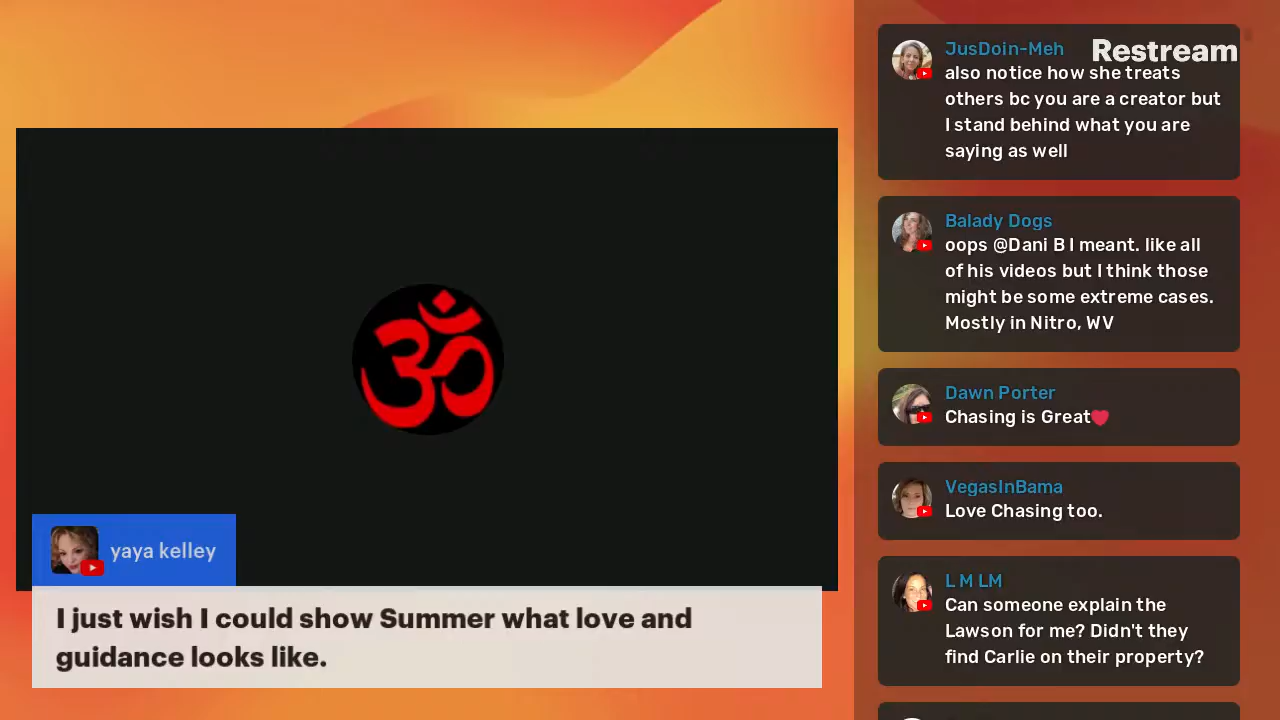 JusDoin-Meh
Restream
also notice how she treats
others bc you are a creator but
I stand behind what you are
saying as well
Balady Dogs
oops @Dani B I meant. like all
of his videos but I think those
might be some extreme cases.
Mostly in Nitro, WV
Dawn Porter
Chasing is Great❤️
VegasInBama
Love Chasing too.
L M LM
Can someone explain the
Lawson for me? Didn't they
find Carlie on their property?
ॐ
yaya kelley
I just wish I could show Summer what love and
guidance looks like.